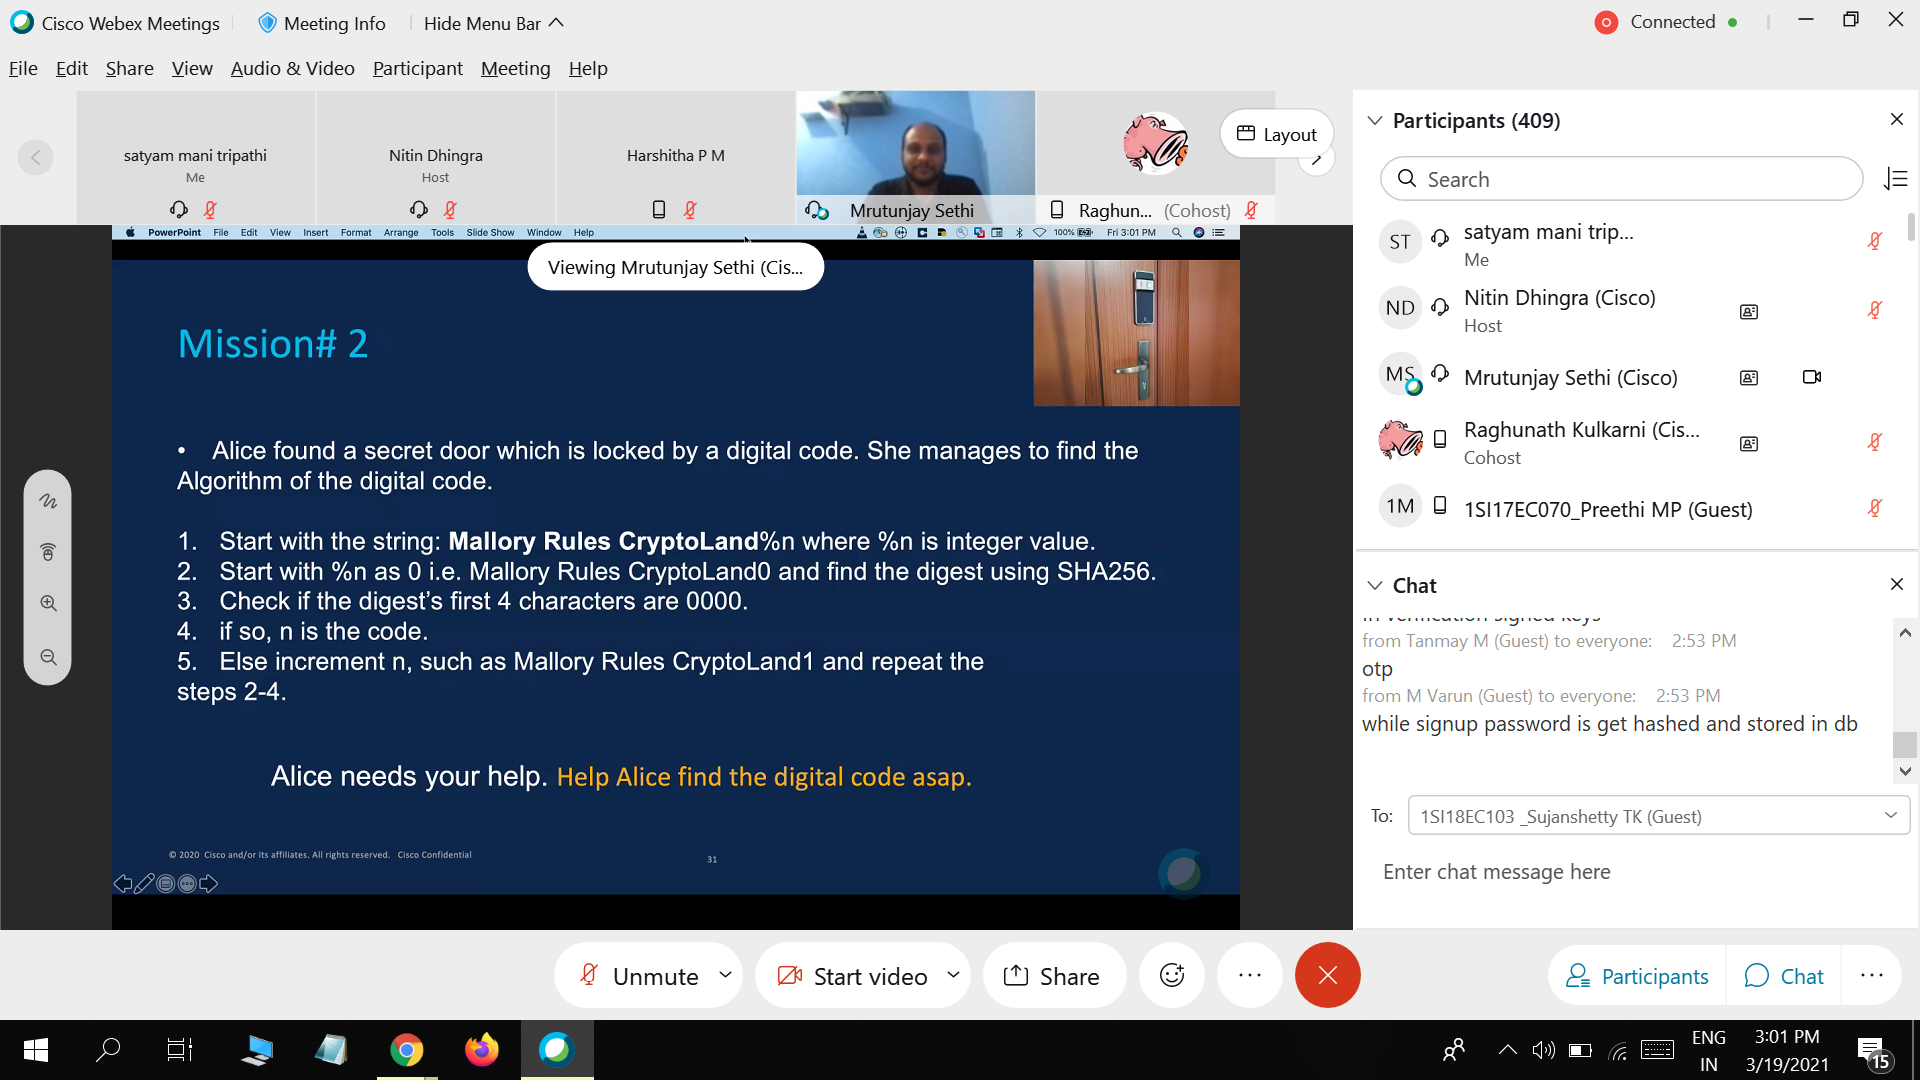 Cisco Webex Meetings
Meeting Info
Hide Menu Bar
Connected
File Edit Share View Audio & Video Participant Meeting Help
satyam mani tripathi
Me
Nitin Dhingra
Host
Harshitha P M
Mrutunjay Sethi
Raghun... (Cohost)
Layout
PowerPoint File Edit View Insert Format Arrange Tools Slide Show Window Help
100% Fri 3:01 PM
Viewing Mrutunjay Sethi (Cis...
Mission# 2
• Alice found a secret door which is locked by a digital code. She manages to find the
Algorithm of the digital code.
1. Start with the string: Mallory Rules CryptoLand%n where %n is integer value.
2. Start with %n as 0 i.e. Mallory Rules CryptoLand0 and find the digest using SHA256.
3. Check if the digest's first 4 characters are 0000.
4. if so, n is the code.
5. Else increment n, such as Mallory Rules CryptoLand1 and repeat the
steps 2-4.
Alice needs your help. Help Alice find the digital code asap.
© 2020 Cisco and/or its affiliates. All rights reserved. Cisco Confidential
31
Participants (409)
Search
ST satyam mani trip...
Me
ND Nitin Dhingra (Cisco)
Host
MS Mrutunjay Sethi (Cisco)
Raghunath Kulkarni (Cis...
Cohost
1M 1SI17EC070_Preethi MP (Guest)
Chat
in verification signed keys
from Tanmay M (Guest) to everyone: 2:53 PM
otp
from M Varun (Guest) to everyone: 2:53 PM
while signup password is get hashed and stored in db
To: 1SI18EC103 _Sujanshetty TK (Guest)
Enter chat message here
Unmute
Start video
Share
Participants
Chat
ENG
IN
3:01 PM
3/19/2021
15